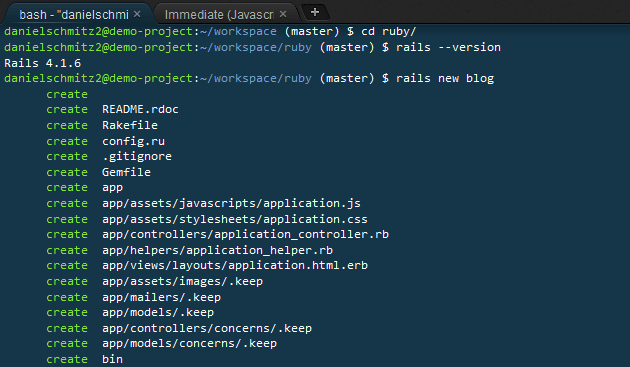 bash - "danielschmi
Immediate (Javascri
danielschmitz2@demo-project:~/workspace (master) $ cd ruby/
danielschmitz2@demo-project:~/workspace/ruby (master) $ rails --version
Rails 4.1.6
danielschmitz2@demo-project:~/workspace/ruby (master) $ rails new blog
create
create README.rdoc
create Rakefile
create config.ru
create .gitignore
create Gemfile
create app
create app/assets/javascripts/application.js
create app/assets/stylesheets/application.css
create app/controllers/application_controller.rb
create app/helpers/application_helper.rb
create app/views/layouts/application.html.erb
create app/assets/images/.keep
create app/mailers/.keep
create app/models/.keep
create app/controllers/concerns/.keep
create app/models/concerns/.keep
create bin